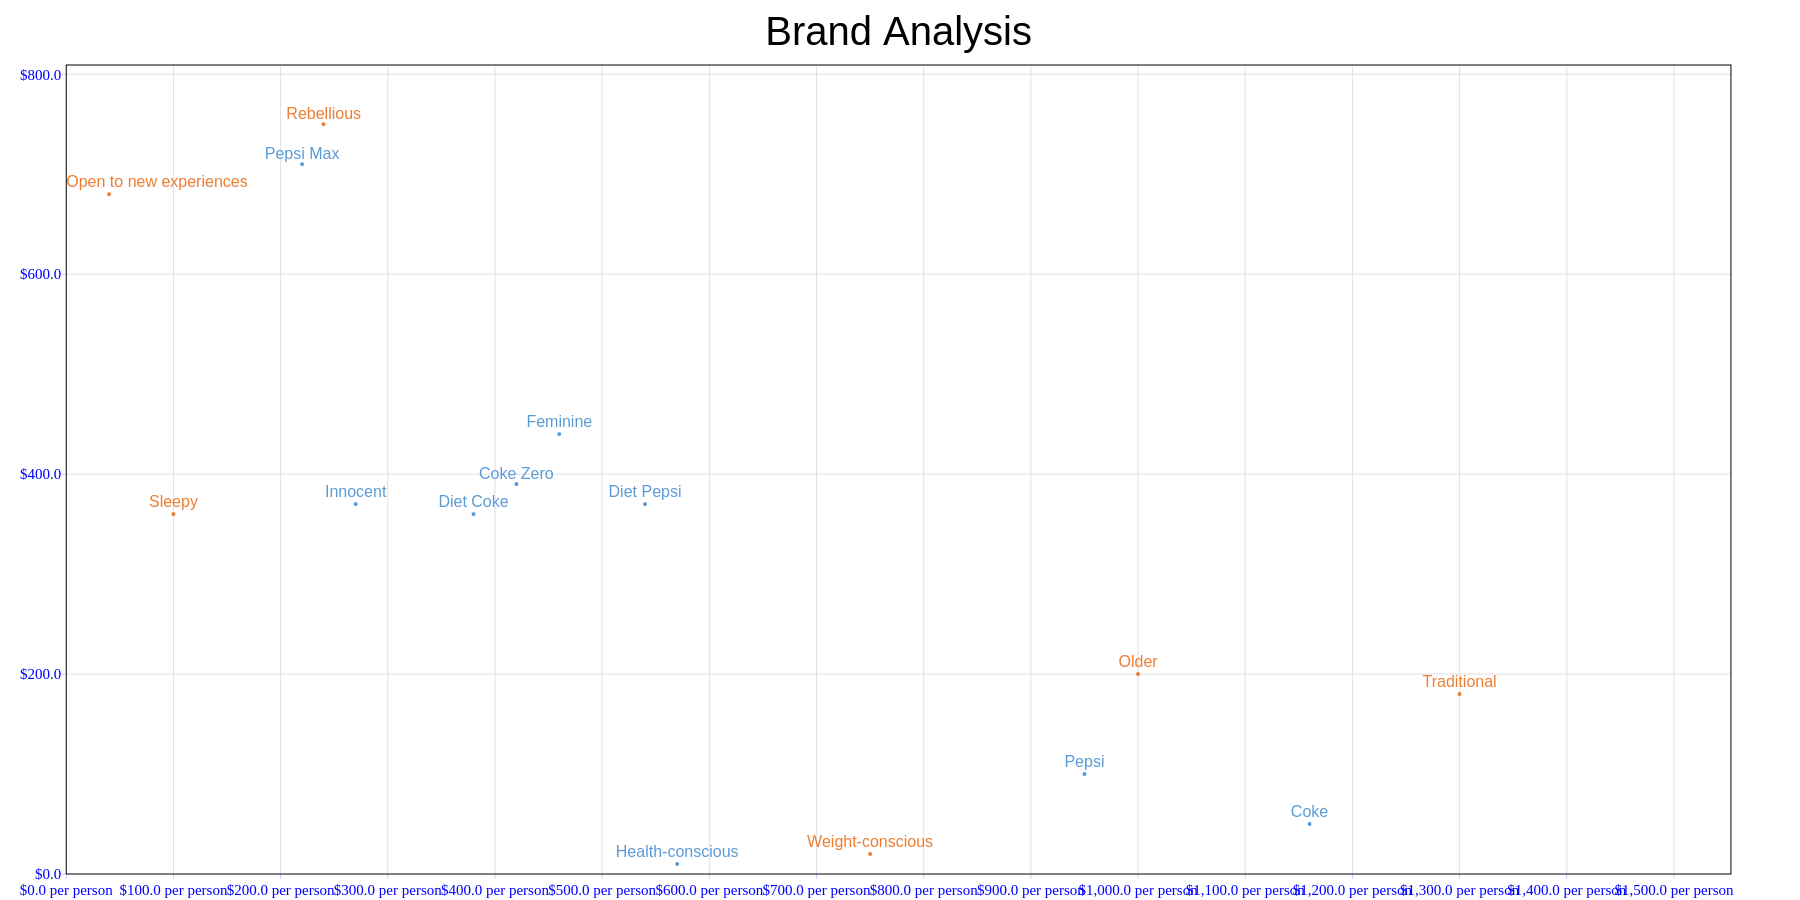 Brand Analysis
$800.0
Rebellious
Pepsi Max
Open to new experiences
$600.0
Feminine
$400.0
Coke Zero
Innocent
Diet Pepsi
Sleepy
Diet Coke
Older
$200.0
Traditional
Pepsi
Coke
Weight-conscious
Health-conscious
$0.0
$0.0 per person
$100.0 per person
$200.0 per person
$300.0 per person
$400.0 per person
$500.0 per person
$600.0 per person
$700.0 per person
$800.0 per person
$900.0 per person
$1,000.0 per person
$1,100.0 per person
$1,200.0 per person
$1,300.0 per person
$1,400.0 per person
$1,500.0 per person